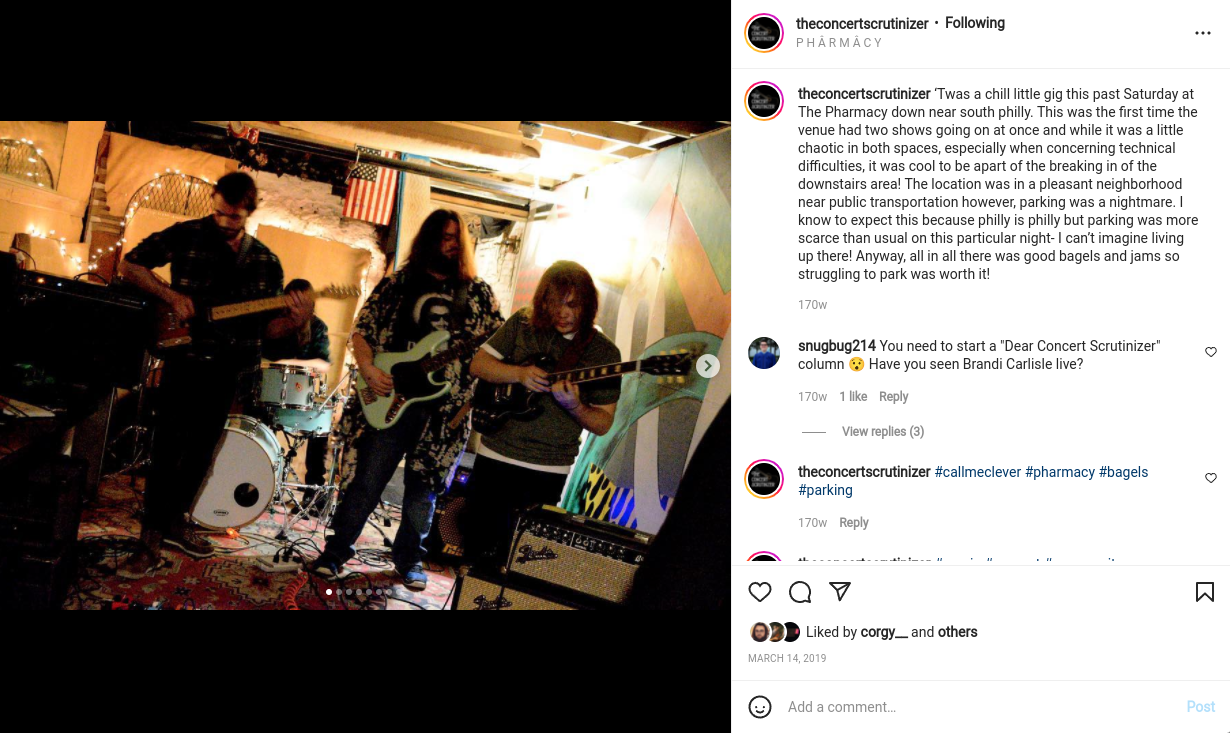 theconcertscrutinizer • Following
PHÂRMÂCY
theconcertscrutinizer ‘Twas a chill little gig this past Saturday at
The Pharmacy down near south philly. This was the first time the
venue had two shows going on at once and while it was a little
chaotic in both spaces, especially when concerning technical
difficulties, it was cool to be apart of the breaking in of the
downstairs area! The location was in a pleasant neighborhood
near public transportation however, parking was a nightmare. I
know to expect this because philly is philly but parking was more
scarce than usual on this particular night- I can’t imagine living
up there! Anyway, all in all there was good bagels and jams so
struggling to park was worth it!
170w
snugbug214 You need to start a "Dear Concert Scrutinizer"
column 😯 Have you seen Brandi Carlisle live?
170w 1 like Reply
View replies (3)
theconcertscrutinizer #callmeclever #pharmacy #bagels
#parking
170w Reply
theconcertscrutinizer
Liked by corgy__ and others
MARCH 14, 2019
Add a comment…
Post